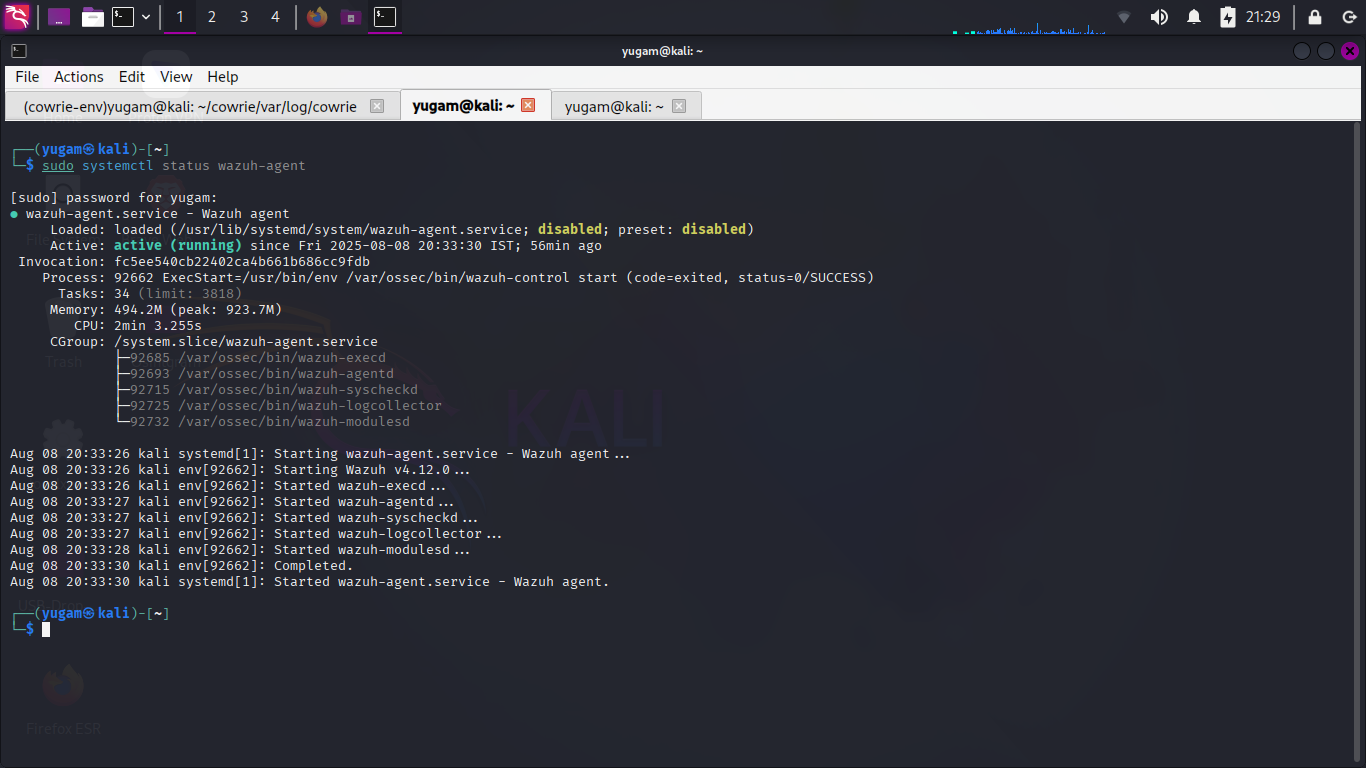 1 2 3 4
21:29
yugam@kali: ~
File Actions Edit View Help
(cowrie-env)yugam@kali: ~/cowrie/var/log/cowrie
yugam@kali: ~
yugam@kali: ~
┌──(yugam㉿kali)-[~]
└─$ sudo systemctl status wazuh-agent
[sudo] password for yugam:
● wazuh-agent.service - Wazuh agent
Loaded: loaded (/usr/lib/systemd/system/wazuh-agent.service; disabled; preset: disabled)
Active: active (running) since Fri 2025-08-08 20:33:30 IST; 56min ago
Invocation: fc5ee540cb22402ca4b661b686cc9fdb
Process: 92662 ExecStart=/usr/bin/env /var/ossec/bin/wazuh-control start (code=exited, status=0/SUCCESS)
Tasks: 34 (limit: 3818)
Memory: 494.2M (peak: 923.7M)
CPU: 2min 3.255s
CGroup: /system.slice/wazuh-agent.service
├─92685 /var/ossec/bin/wazuh-execd
├─92693 /var/ossec/bin/wazuh-agentd
├─92715 /var/ossec/bin/wazuh-syscheckd
├─92725 /var/ossec/bin/wazuh-logcollector
└─92732 /var/ossec/bin/wazuh-modulesd
Aug 08 20:33:26 kali systemd[1]: Starting wazuh-agent.service - Wazuh agent...
Aug 08 20:33:26 kali env[92662]: Starting Wazuh v4.12.0...
Aug 08 20:33:26 kali env[92662]: Started wazuh-execd...
Aug 08 20:33:27 kali env[92662]: Started wazuh-agentd...
Aug 08 20:33:27 kali env[92662]: Started wazuh-syscheckd...
Aug 08 20:33:27 kali env[92662]: Started wazuh-logcollector...
Aug 08 20:33:28 kali env[92662]: Started wazuh-modulesd...
Aug 08 20:33:30 kali env[92662]: Completed.
Aug 08 20:33:30 kali systemd[1]: Started wazuh-agent.service - Wazuh agent.
┌──(yugam㉿kali)-[~]
└─$
Trash
KALI
Firefox ESR